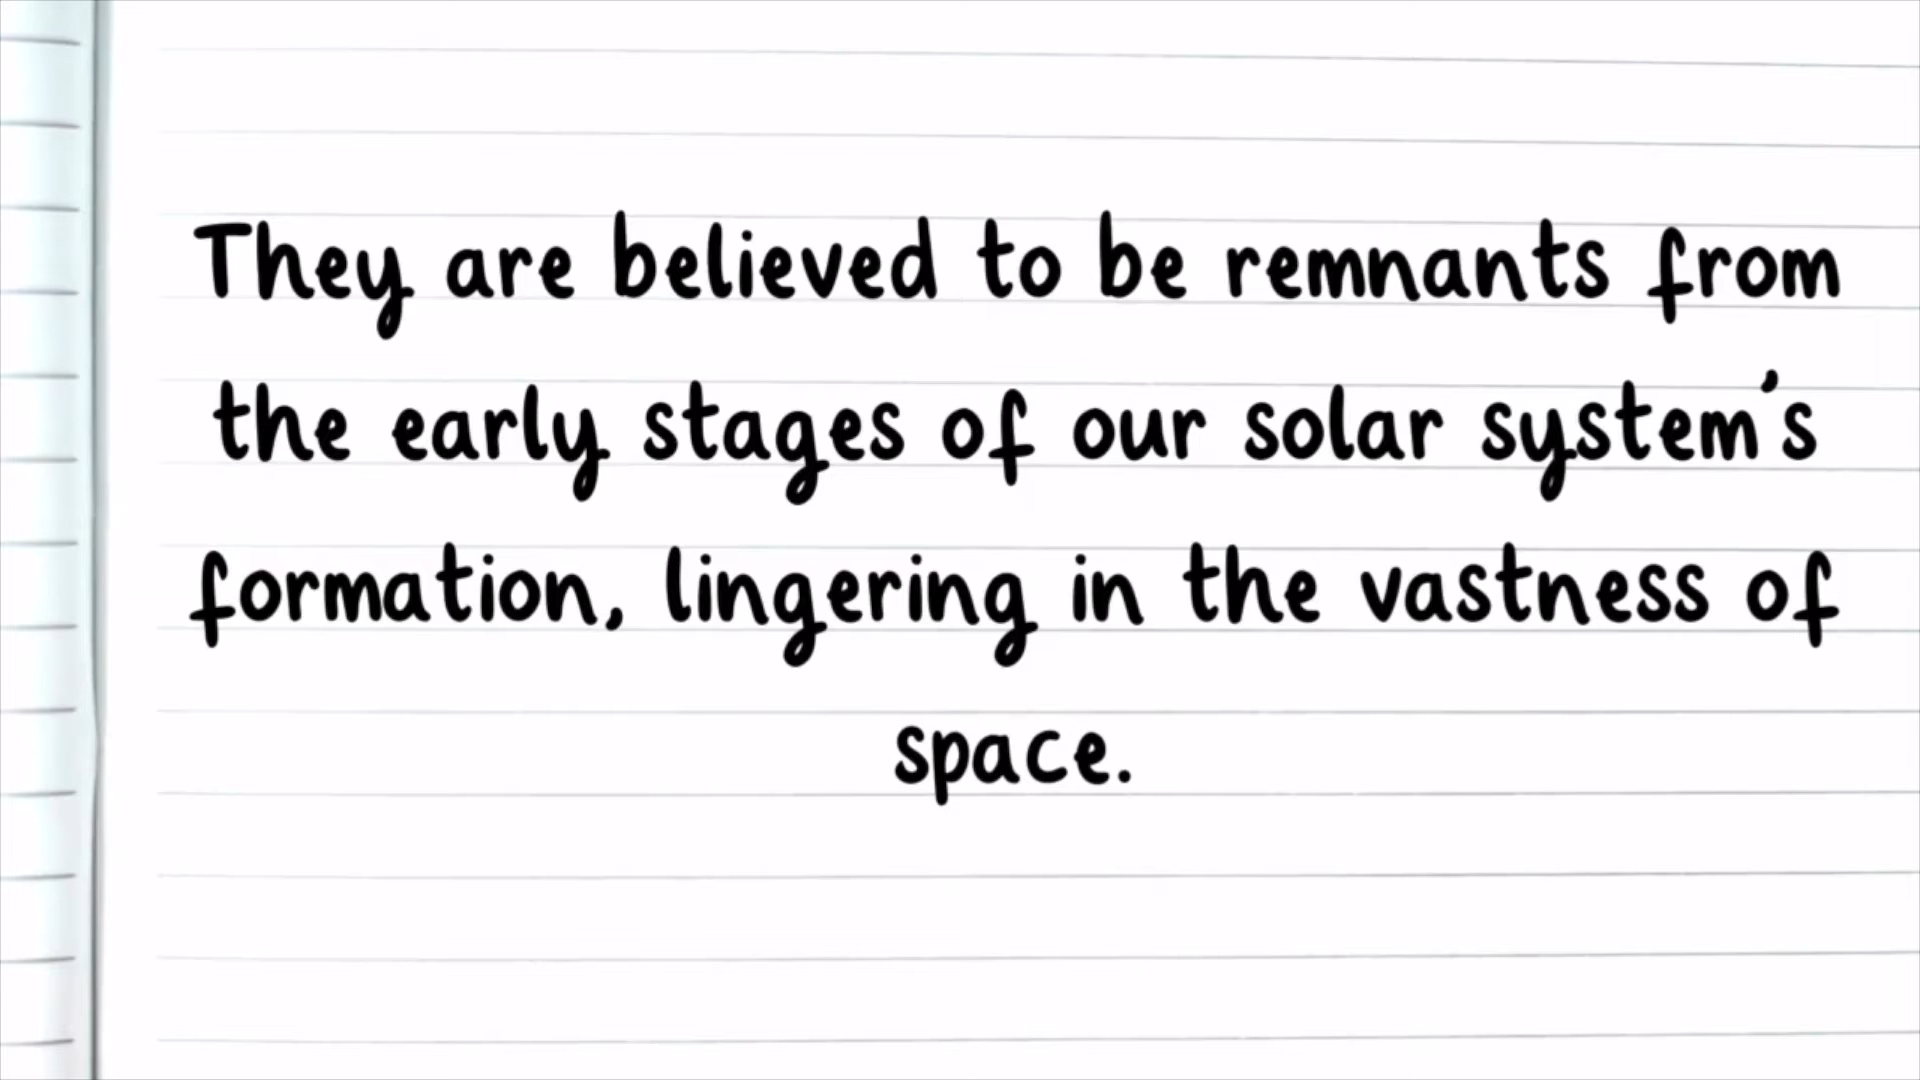 They are believed to be remnants from
the early stages of our solar system's
formation, lingering in the vastness of
space.